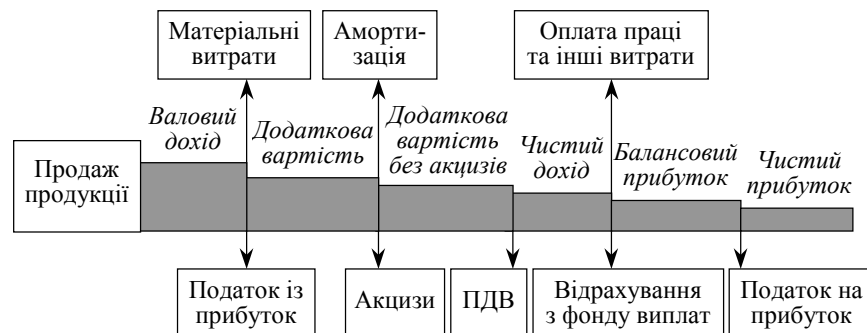 Матеріальні
витрати
Аморти-
зація
Оплата праці
та інші витрати
Валовий
дохід
Додаткова
вартість
Додаткова
вартість
без акцизів
Чистий
дохід
Балансовий
прибуток
Чистий
прибуток
Продаж
продукції
Податок із
прибуток
Акцизи
ПДВ
Відрахування
з фонду виплат
Податок на
прибуток